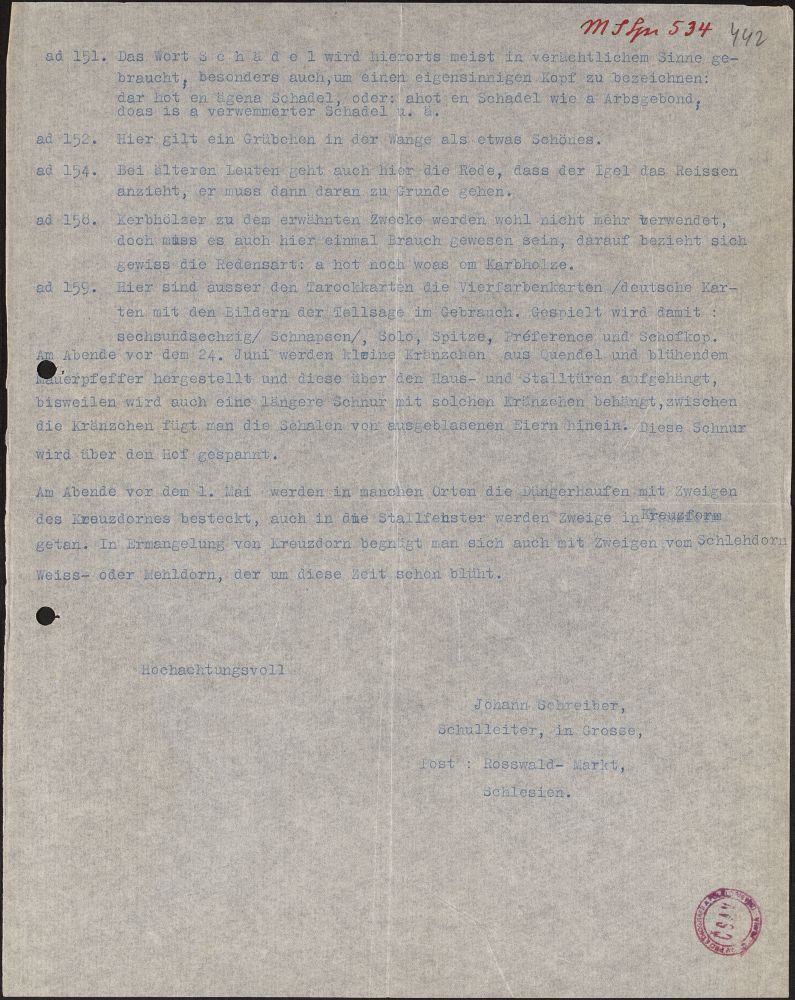 MSSpr 534 442
ad 151. Das Wort S c h ä d e l wird hierorts meist in verächtlichem Sinne ge-
braucht, besonders auch,um einen eigensinnigen Kopf zu bezeichnen:
dar hot en ägena Schadel, oder: ahot en Schadel wie a Arbsgebond,
doas is a verwemmerter Schadel u. ä.
ad 152. Hier gilt ein Grübchen in der Wange als etwas Schönes.
ad 154. Bei älteren Leuten geht auch hier die Rede, dass der Igel das Reissen
anzieht, er muss dann daran zu Grunde gehen.
ad 158. Kerbhölzer zu dem erwähnten Zwecke werden wohl nicht mehr verwendet,
doch muss es auch hier einmal Brauch gewesen sein, darauf bezieht sich
gewiss die Redensart: a hot noch woas om Karbholze.
ad 159. Hier sind ausser den Tarockkarten die Vierfarbenkarten /deutsche Kar-
ten mit den Bildern der Tellsage im Gebrauch. Gespielt wird damit :
sechsundsechzig/ Schnapsen/, Solo, Spitze, Préference und Schofkop.
Am Abende vor dem 24. Juni werden kleine Kränzchen aus Quendel und blühendem
Mauerpfeffer hergestellt und diese über den Haus- und Stalltüren aufgehängt,
bisweilen wird auch eine längere Schnur mit solchen Kränzchen behängt,zwischen
die Kränzchen fügt man die Schalen von ausgeblasenen Eiern hinein. Diese Schnur
wird über den Hof gespannt.
Am Abende vor dem 1. Mai werden in manchen Orten die Düngerhaufen mit Zweigen
des Kreuzdornes besteckt, auch in die Stallfenster werden Zweige in Kreuzform
getan. In Ermangelung von Kreuzdorn begnügt man sich auch mit Zweigen vom Schlehdorn
Weiss- oder Mehldorn, der um diese Zeit schon blüht.
Hochachtungsvoll
Johann Schreiber,
Schulleiter, in Grosse,
Post : Rosswald- Markt,
Schlesien.
ČSAV